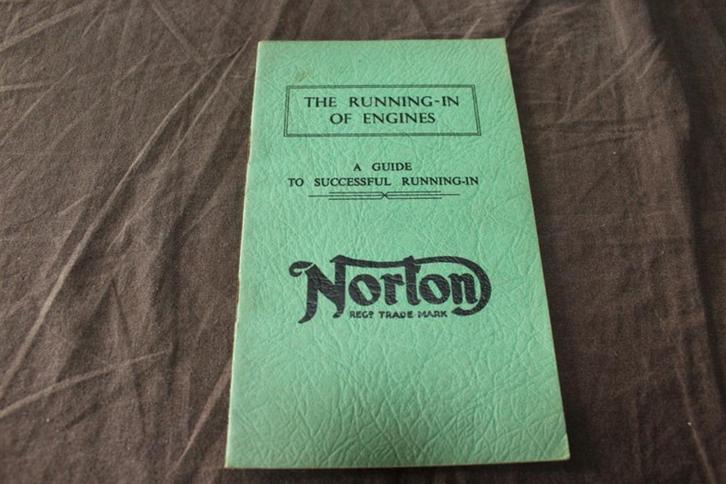 THE RUNNING-IN
OF ENGINES
A GUIDE
TO SUCCESSFUL RUNNING-IN
Norton
REGD TRADE MARK